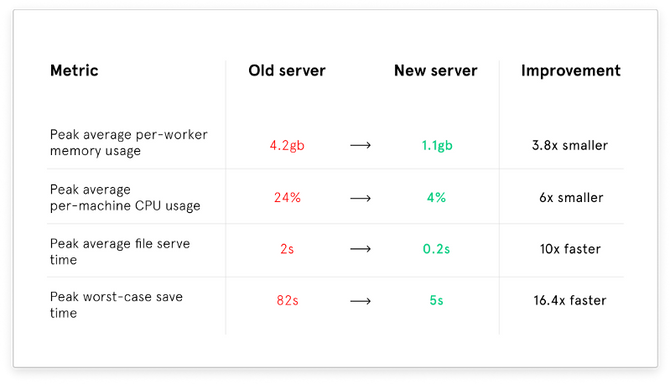 Metric Old server New server Improvement
Peak average per-worker
memory usage
4.2gb → 1.1gb 3.8x smaller
Peak average
per-machine CPU usage
24% → 4% 6x smaller
Peak average file serve
time
2s → 0.2s 10x faster
Peak worst-case save
time
82s → 5s 16.4x faster